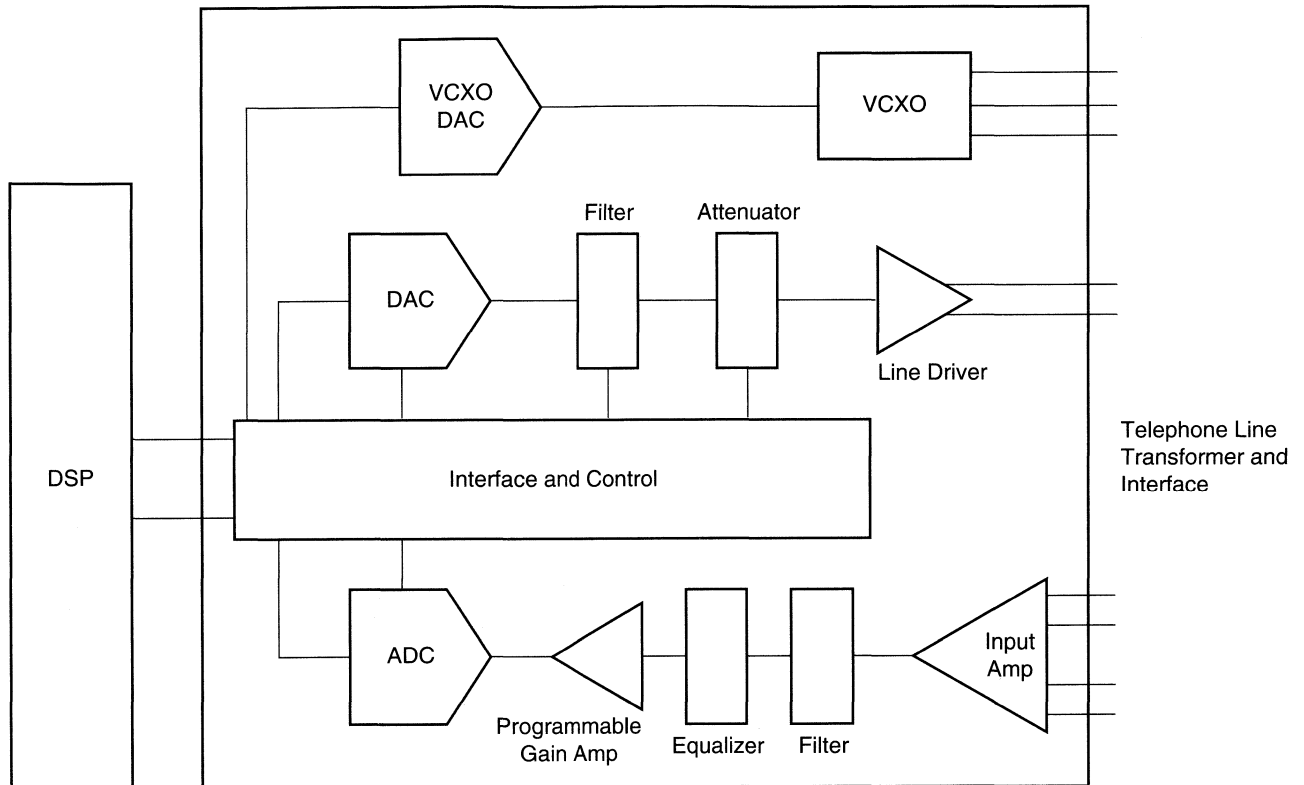 VCXO
DAC
VCXO
Filter
Attenuator
DAC
Line Driver
DSP
Interface and Control
Telephone Line
Transformer and
Interface
ADC
Input
Amp
Programmable
Gain Amp
Equalizer
Filter